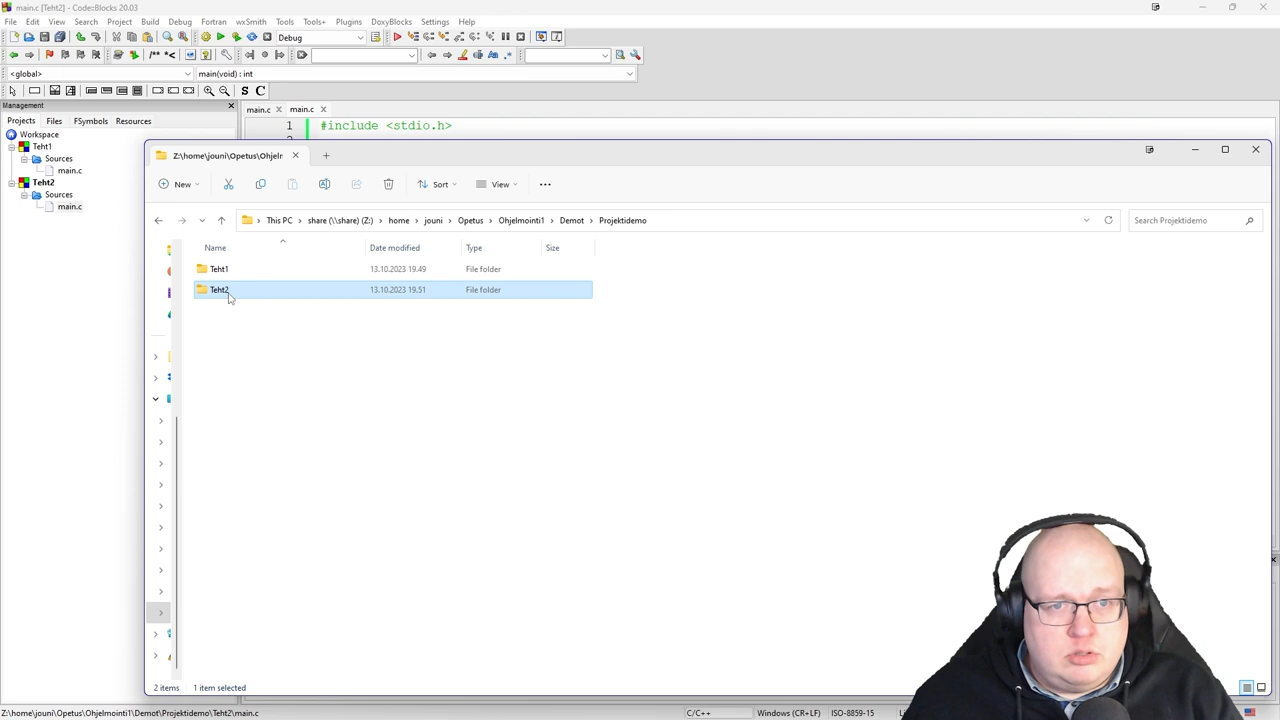 main.c [Teht2] - Code::Blocks 20.03
File Edit View Search Project Build Debug Fortran wxSmith Tools Tools+ Plugins DoxyBlocks Settings Help
Debug
/** *<
<global> main(void) : int
S C
Management
Projects Files FSymbols Resources
main.c main.c
1 #include <stdio.h>
Workspace
Teht1
Sources
main.c
Teht2
Sources
main.c
Z:\home\jouni\Opetus\Ohjelm
New Sort View
This PC share (\\share) (Z:) home jouni Opetus Ohjelmointi1 Demot Projektidemo
Search Projektidemo
Name Date modified Type Size
Teht1 13.10.2023 19.49 File folder
Teht2 13.10.2023 19.51 File folder
2 items 1 item selected
Z:\home\jouni\Opetus\Ohjelmointi1\Demot\Projektidemo\Teht2\main.c C/C++ Windows (CR+LF) ISO-8859-15